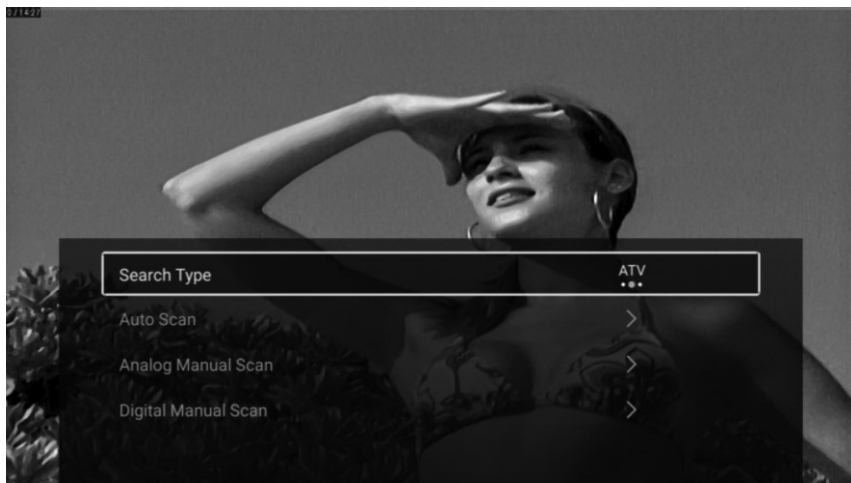 Search Type ATV
Auto Scan
Analog Manual Scan
Digital Manual Scan